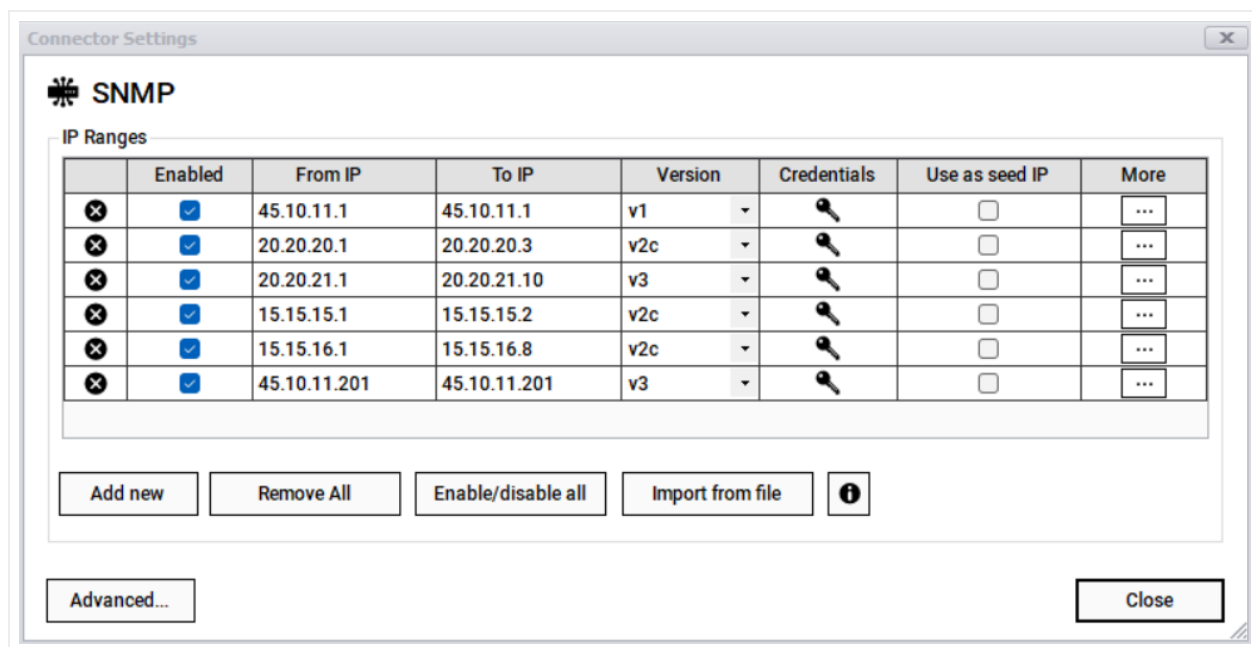 Connector Settings
SNMP
IP Ranges
Enabled From IP To IP Version Credentials Use as seed IP More
45.10.11.1 45.10.11.1 v1 ...
20.20.20.1 20.20.20.3 v2c ...
20.20.21.1 20.20.21.10 v3 ...
15.15.15.1 15.15.15.2 v2c ...
15.15.16.1 15.15.16.8 v2c ...
45.10.11.201 45.10.11.201 v3 ...
Add new Remove All Enable/disable all Import from file
Advanced... Close